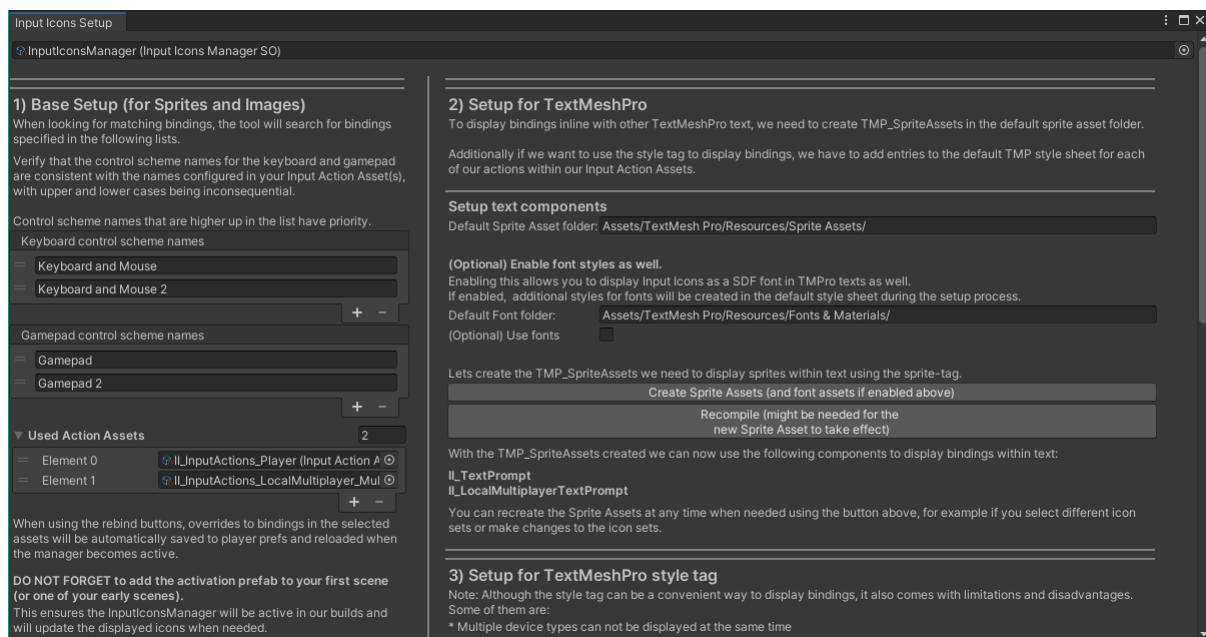 Input Icons Setup
InputIconsManager (Input Icons Manager SO)
1) Base Setup (for Sprites and Images)
When looking for matching bindings, the tool will search for bindings
specified in the following lists.
Verify that the control scheme names for the keyboard and gamepad
are consistent with the names configured in your Input Action Asset(s),
with upper and lower cases being inconsequential.
Control scheme names that are higher up in the list have priority.
Keyboard control scheme names
Keyboard and Mouse
Keyboard and Mouse 2
+ −
Gamepad control scheme names
Gamepad
Gamepad 2
+ −
Used Action Assets 2
Element 0 II_InputActions_Player (Input Action A
Element 1 II_InputActions_LocalMultiplayer_Mul
+ −
When using the rebind buttons, overrides to bindings in the selected
assets will be automatically saved to player prefs and reloaded when
the manager becomes active.
DO NOT FORGET to add the activation prefab to your first scene
(or one of your early scenes).
This ensures the InputIconsManager will be active in our builds and
will update the displayed icons when needed.
2) Setup for TextMeshPro
To display bindings inline with other TextMeshPro text, we need to create TMP_SpriteAssets in the default sprite asset folder.
Additionally if we want to use the style tag to display bindings, we have to add entries to the default TMP style sheet for each
of our actions within our Input Action Assets.
Setup text components
Default Sprite Asset folder: Assets/TextMesh Pro/Resources/Sprite Assets/
(Optional) Enable font styles as well.
Enabling this allows you to display Input Icons as a SDF font in TMPro texts as well.
If enabled, additional styles for fonts will be created in the default style sheet during the setup process.
Default Font folder: Assets/TextMesh Pro/Resources/Fonts & Materials/
(Optional) Use fonts
Lets create the TMP_SpriteAssets we need to display sprites within text using the sprite-tag.
Create Sprite Assets (and font assets if enabled above)
Recompile (might be needed for the
new Sprite Asset to take effect)
With the TMP_SpriteAssets created we can now use the following components to display bindings within text:
II_TextPrompt
II_LocalMultiplayerTextPrompt
You can recreate the Sprite Assets at any time when needed using the button above, for example if you select different icon
sets or make changes to the icon sets.
3) Setup for TextMeshPro style tag
Note: Although the style tag can be a convenient way to display bindings, it also comes with limitations and disadvantages.
Some of them are:
* Multiple device types can not be displayed at the same time